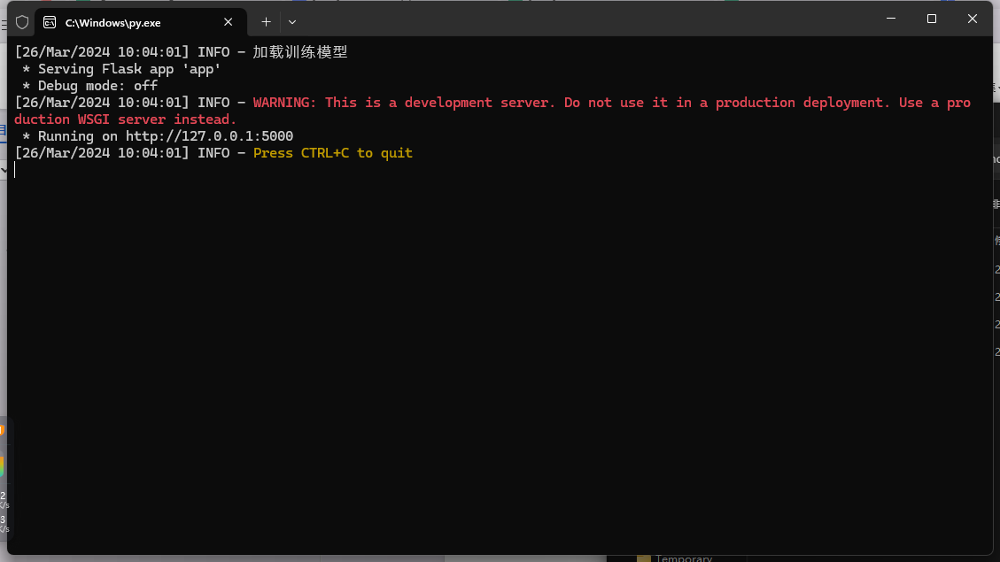 C:\Windows\py.exe
[26/Mar/2024 10:04:01] INFO - 加载训练模型
* Serving Flask app 'app'
* Debug mode: off
[26/Mar/2024 10:04:01] INFO - WARNING: This is a development server. Do not use it in a production deployment. Use a pro
duction WSGI server instead.
* Running on http://127.0.0.1:5000
[26/Mar/2024 10:04:01] INFO - Press CTRL+C to quit
Temporary